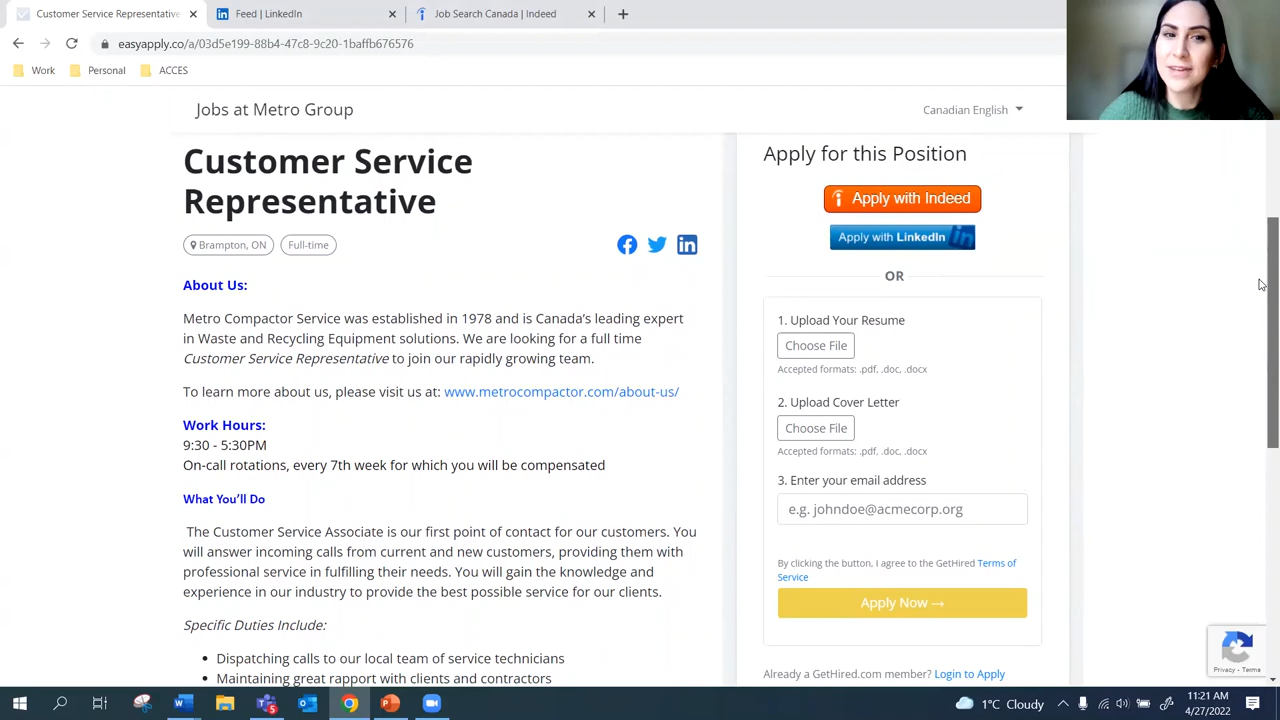 Customer Service Representative
Feed | LinkedIn
Job Search Canada | Indeed
easyapply.co/a/03d5e199-88b4-47c8-9c20-1baffb676576
Work
Personal
ACCES
Jobs at Metro Group
Canadian English
Customer Service
Representative
Brampton, ON
Full-time
About Us:
Metro Compactor Service was established in 1978 and is Canada's leading expert
in Waste and Recycling Equipment solutions. We are looking for a full time
Customer Service Representative to join our rapidly growing team.
To learn more about us, please visit us at: www.metrocompactor.com/about-us/
Work Hours:
9:30 - 5:30PM
On-call rotations, every 7th week for which you will be compensated
What You'll Do
The Customer Service Associate is our first point of contact for our customers. You
will answer incoming calls from current and new customers, providing them with
professional service in fulfilling their needs. You will gain the knowledge and
experience in our industry to provide the best possible service for our clients.
Specific Duties Include:
• Dispatching calls to our local team of service technicians
• Maintaining great rapport with clients and contractors
Apply for this Position
Apply with Indeed
Apply with LinkedIn
OR
1. Upload Your Resume
Choose File
Accepted formats: .pdf, .doc, .docx
2. Upload Cover Letter
Choose File
Accepted formats: .pdf, .doc, .docx
3. Enter your email address
e.g. johndoe@acmecorp.org
By clicking the button, I agree to the GetHired Terms of
Service
Apply Now →
Already a GetHired.com member? Login to Apply
Privacy - Terms
1°C Cloudy
11:21 AM
4/27/2022